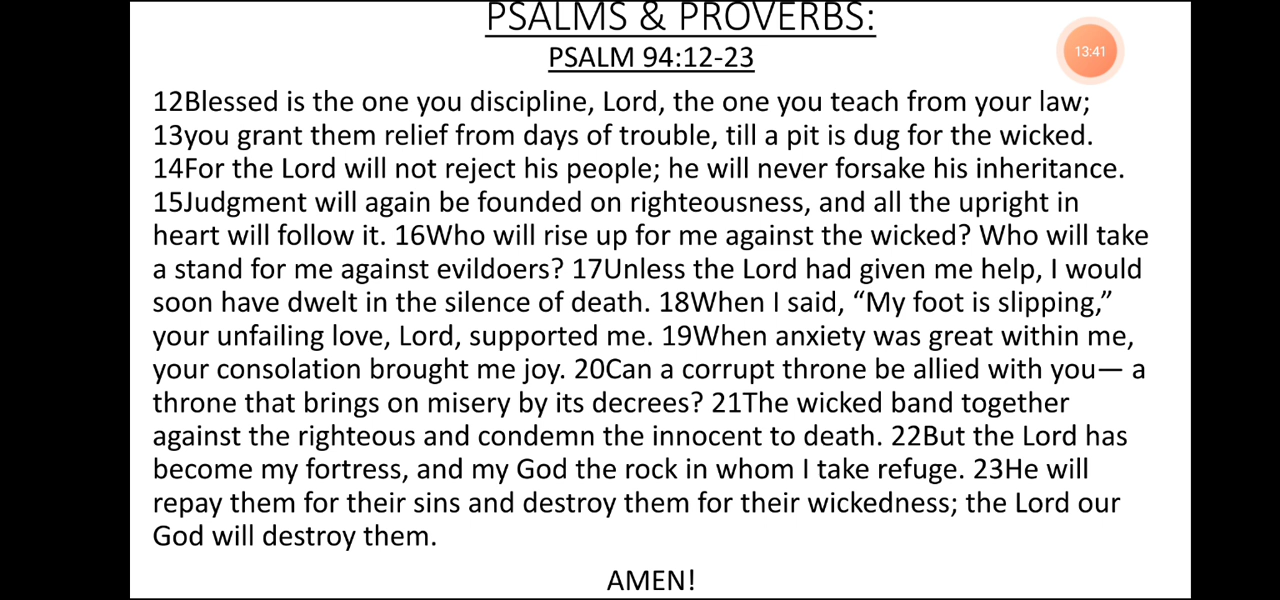 PSALMS & PROVERBS:
PSALM 94:12-23
13:41
12Blessed is the one you discipline, Lord, the one you teach from your law;
13you grant them relief from days of trouble, till a pit is dug for the wicked.
14For the Lord will not reject his people; he will never forsake his inheritance.
15Judgment will again be founded on righteousness, and all the upright in
heart will follow it. 16Who will rise up for me against the wicked? Who will take
a stand for me against evildoers? 17Unless the Lord had given me help, I would
soon have dwelt in the silence of death. 18When I said, “My foot is slipping,”
your unfailing love, Lord, supported me. 19When anxiety was great within me,
your consolation brought me joy. 20Can a corrupt throne be allied with you— a
throne that brings on misery by its decrees? 21The wicked band together
against the righteous and condemn the innocent to death. 22But the Lord has
become my fortress, and my God the rock in whom I take refuge. 23He will
repay them for their sins and destroy them for their wickedness; the Lord our
God will destroy them.
AMEN!